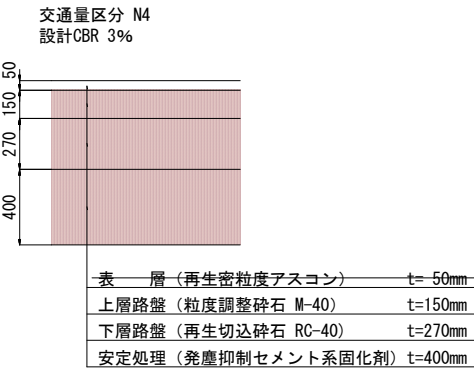 交通量区分 N4
設計CBR 3%
50
150
270
400
表　層（再生密粒度アスコン） t= 50mm
上層路盤（粒度調整砕石 M-40） t=150mm
下層路盤（再生切込砕石 RC-40） t=270mm
安定処理（発塵抑制セメント系固化剤） t=400mm